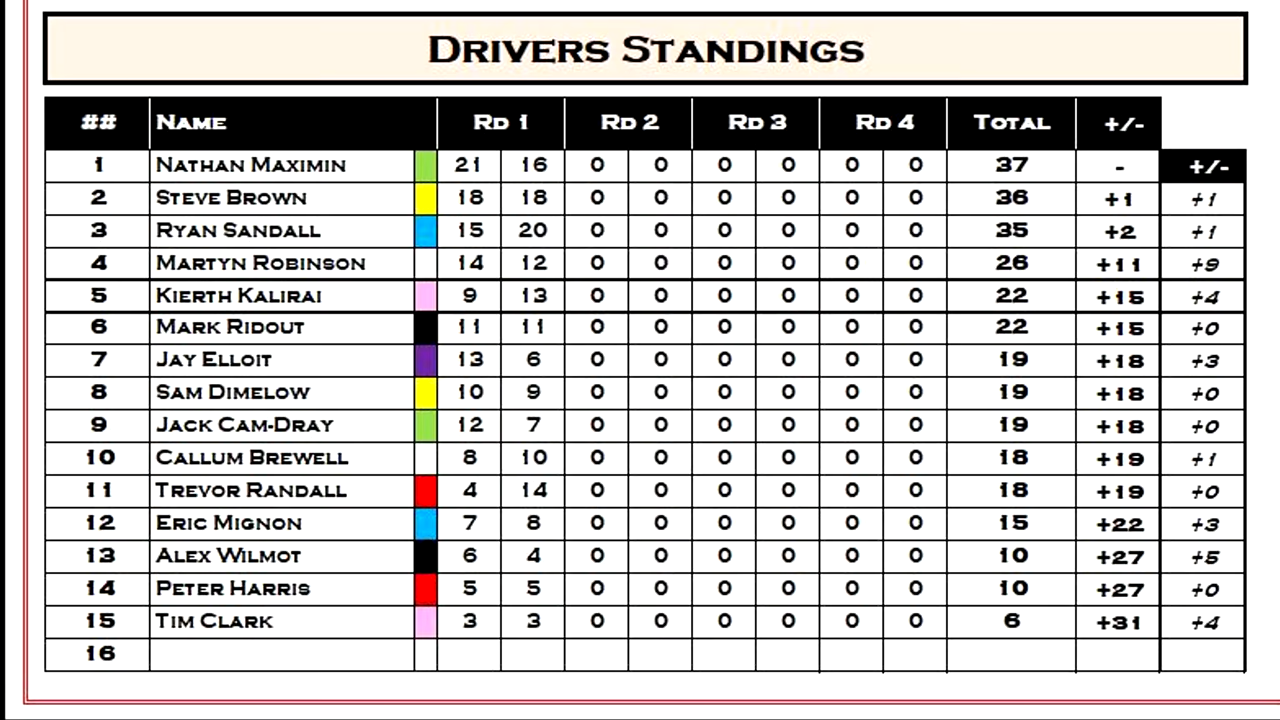 Drivers Standings
## Name Rd 1 Rd 2 Rd 3 Rd 4 Total +/-
1 Nathan Maximin 21 16 0 0 0 0 0 0 37 - +/-
2 Steve Brown 18 18 0 0 0 0 0 0 36 +1 +1
3 Ryan Sandall 15 20 0 0 0 0 0 0 35 +2 +1
4 Martyn Robinson 14 12 0 0 0 0 0 0 26 +11 +9
5 Kierth Kalirai 9 13 0 0 0 0 0 0 22 +15 +4
6 Mark Ridout 11 11 0 0 0 0 0 0 22 +15 +0
7 Jay Elloit 13 6 0 0 0 0 0 0 19 +18 +3
8 Sam Dimelow 10 9 0 0 0 0 0 0 19 +18 +0
9 Jack Cam-Dray 12 7 0 0 0 0 0 0 19 +18 +0
10 Callum Brewell 8 10 0 0 0 0 0 0 18 +19 +1
11 Trevor Randall 4 14 0 0 0 0 0 0 18 +19 +0
12 Eric Mignon 7 8 0 0 0 0 0 0 15 +22 +3
13 Alex Wilmot 6 4 0 0 0 0 0 0 10 +27 +5
14 Peter Harris 5 5 0 0 0 0 0 0 10 +27 +0
15 Tim Clark 3 3 0 0 0 0 0 0 6 +31 +4
16